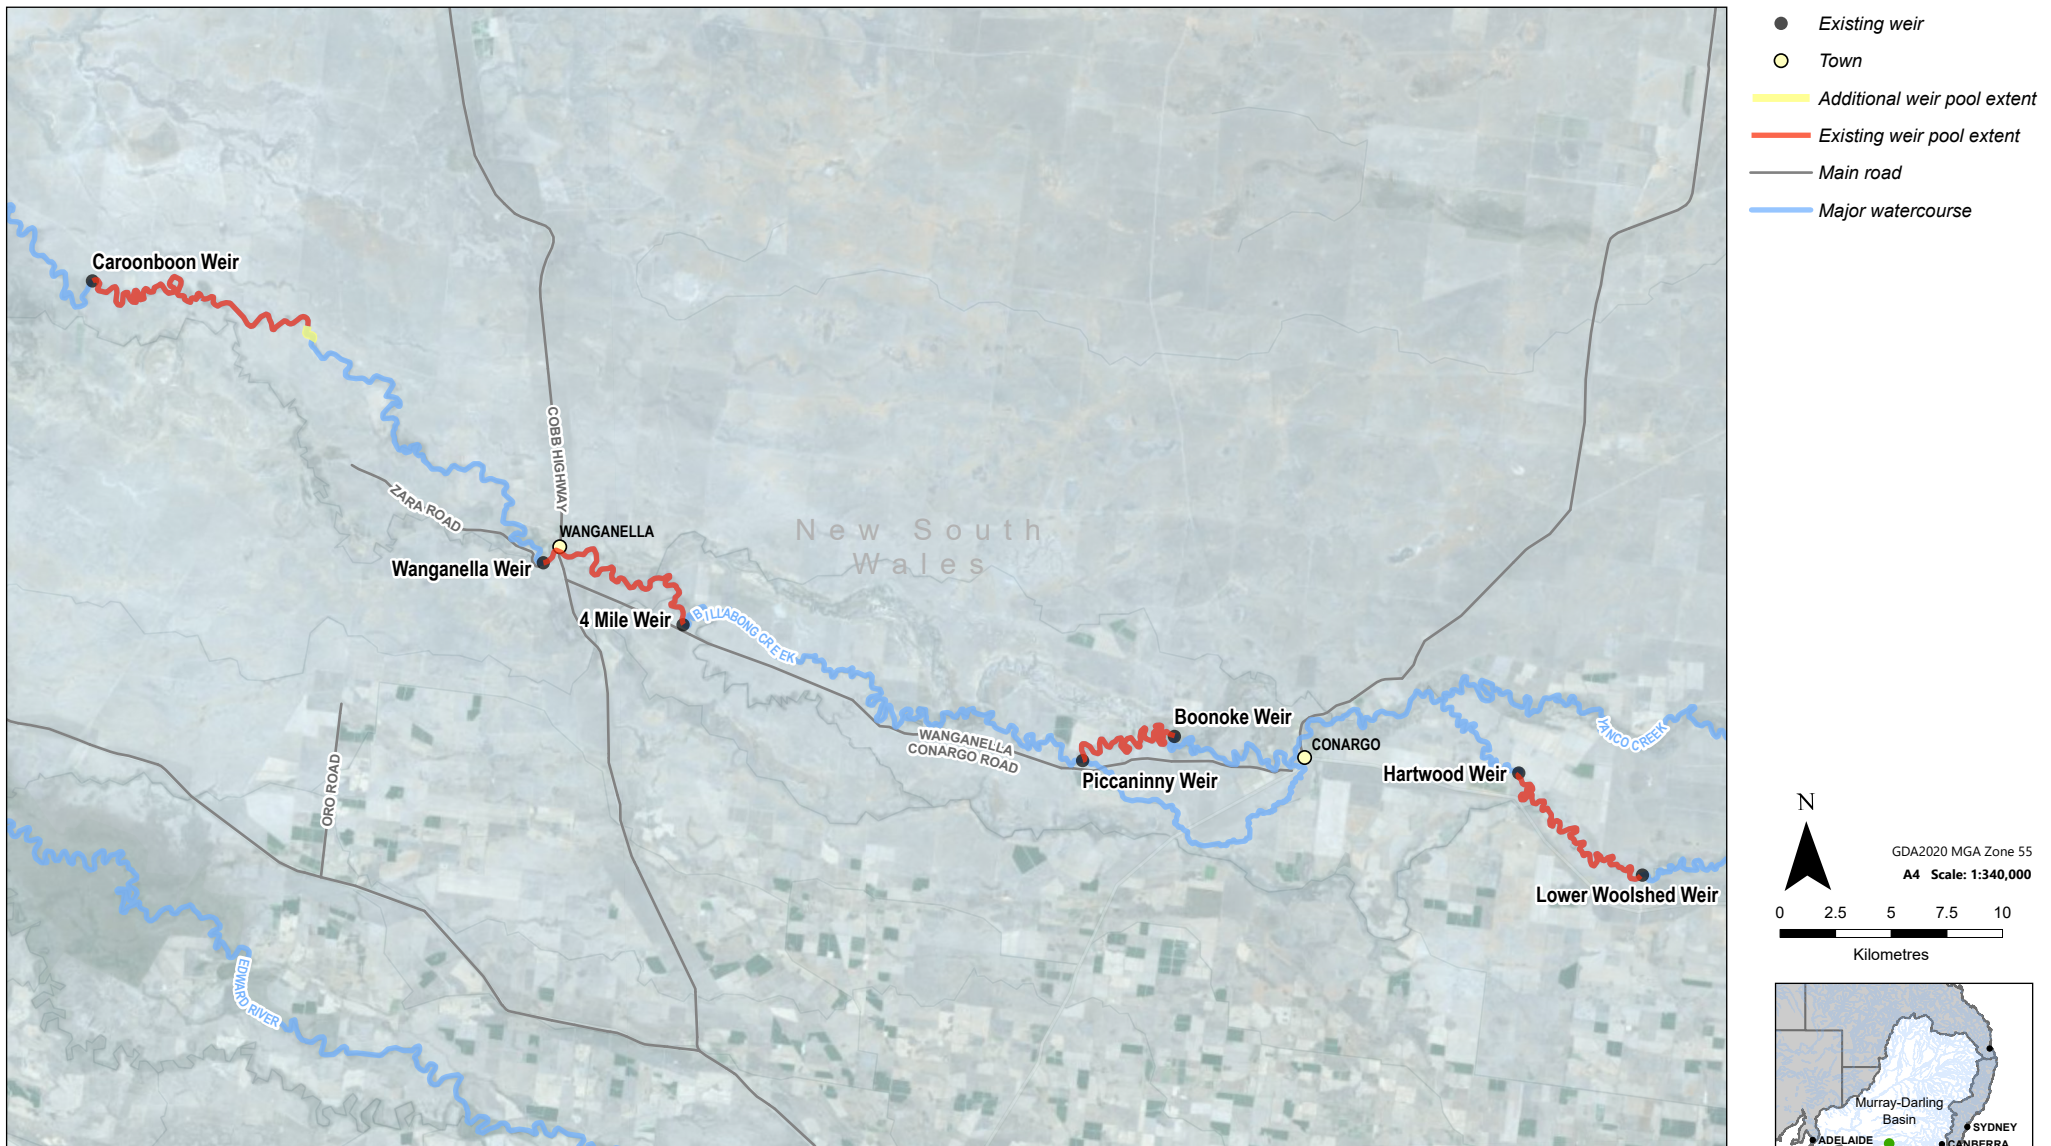 Existing weir
Town
Additional weir pool extent
Existing weir pool extent
Main road
Major watercourse
Caroonboon Weir
COBB HIGHWAY
ZARA ROAD
WANGANELLA
Wanganella Weir
New South
Wales
4 Mile Weir
BILLABONG CREEK
Boonoke Weir
WANGANELLA
CONARGO ROAD
CONARGO
YANCO CREEK
Piccaninny Weir
Hartwood Weir
ORO ROAD
Lower Woolshed Weir
EDWARD RIVER
N
GDA2020 MGA Zone 55
A4 Scale: 1:340,000
0 2.5 5 7.5 10
Kilometres
Murray-Darling
Basin
SYDNEY
ADELAIDE
CANBERRA